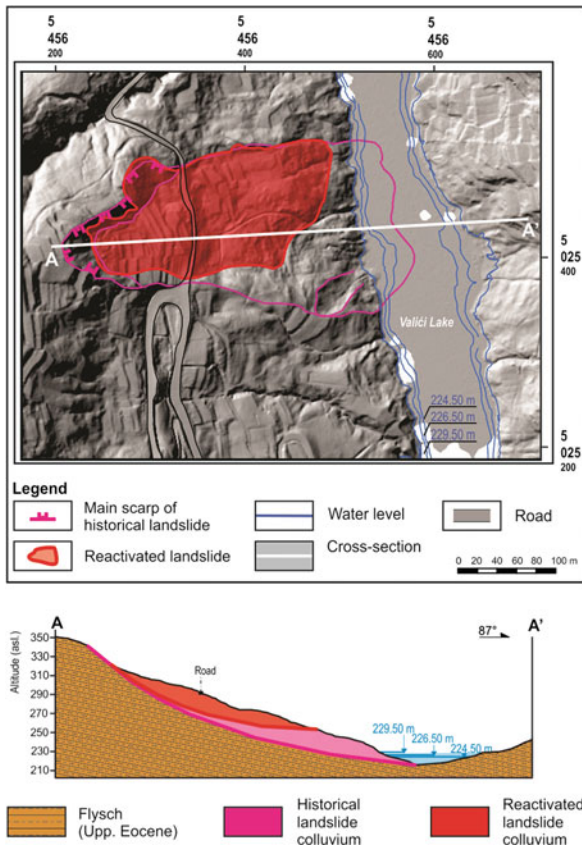 5
456
200
400
5
456
600
A
A'
5
025
400
Valići Lake
224.50 m
226.50 m
229.50 m
5
025
200
Legend
Main scarp of
historical landslide
Water level
Road
Reactivated landslide
Cross-section
0 20 40 60 80 100 m
A
A'
87°
Altitude (asl.)
350
330
310
290
270
250
230
210
Road
229.50 m
226.50 m
224.50 m
Flysch
(Upp. Eocene)
Historical
landslide
colluvium
Reactivated
landslide
colluvium